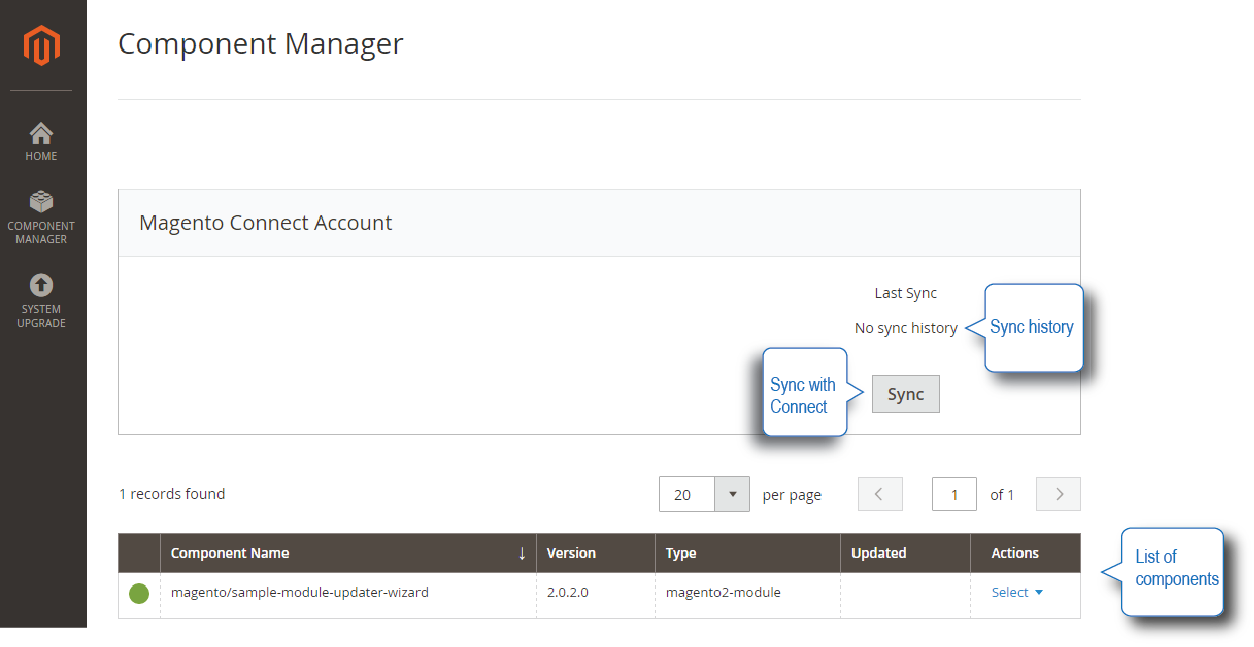 Component Manager
HOME
COMPONENT
MANAGER
SYSTEM
UPGRADE
Magento Connect Account
Last Sync
No sync history
Sync history
Sync with
Connect
Sync
1 records found
20
per page
1
of 1
Component Name ↓ Version Type Updated Actions
magento/sample-module-updater-wizard 2.0.2.0 magento2-module Select
List of
components